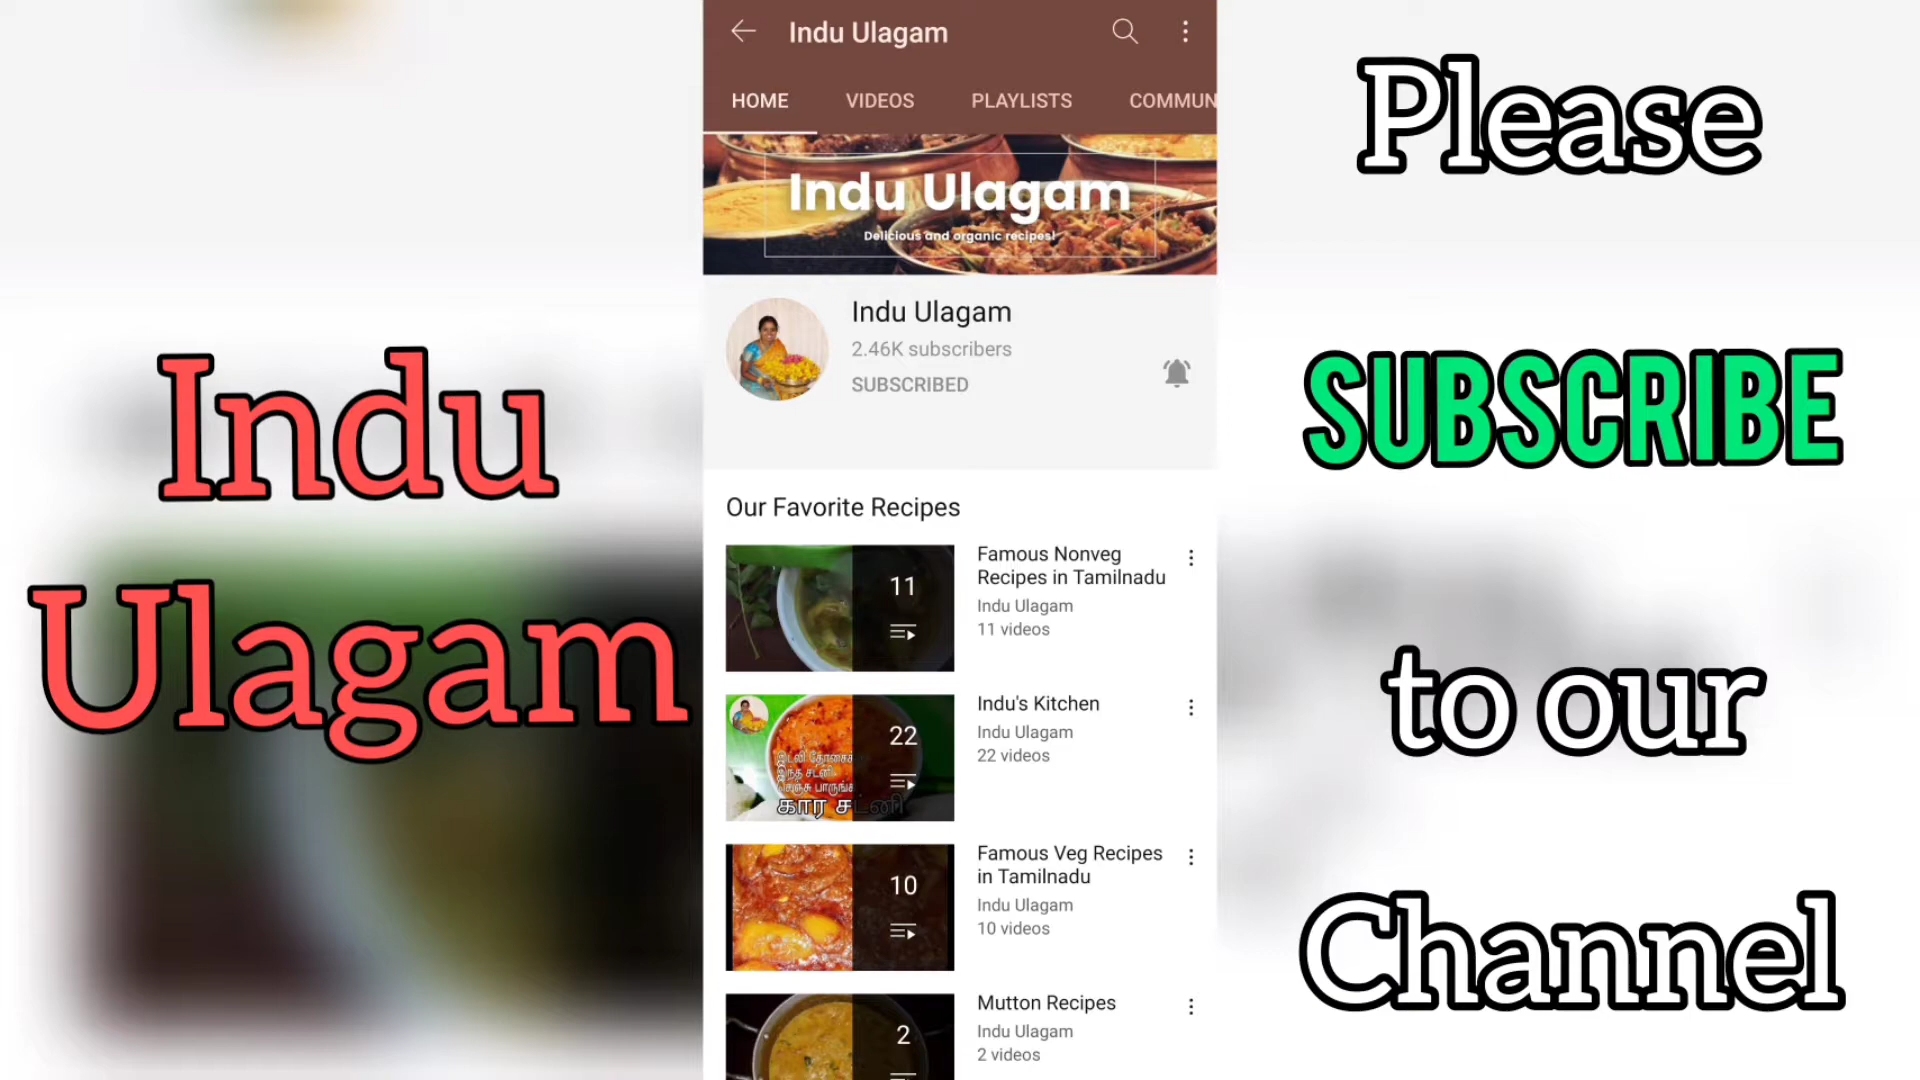 Indu
Ulagam
Indu Ulagam
HOME VIDEOS PLAYLISTS COMMUN
Indu Ulagam
Delicious and organic recipes!
Indu Ulagam
2.46K subscribers
SUBSCRIBED
Our Favorite Recipes
11
Famous Nonveg
Recipes in Tamilnadu
Indu Ulagam
11 videos
22
இந்த சட்னி
கார சட்னி
Indu's Kitchen
Indu Ulagam
22 videos
10
Famous Veg Recipes
in Tamilnadu
Indu Ulagam
10 videos
2
Mutton Recipes
Indu Ulagam
2 videos
Please
SUBSCRIBE
to our
Channel